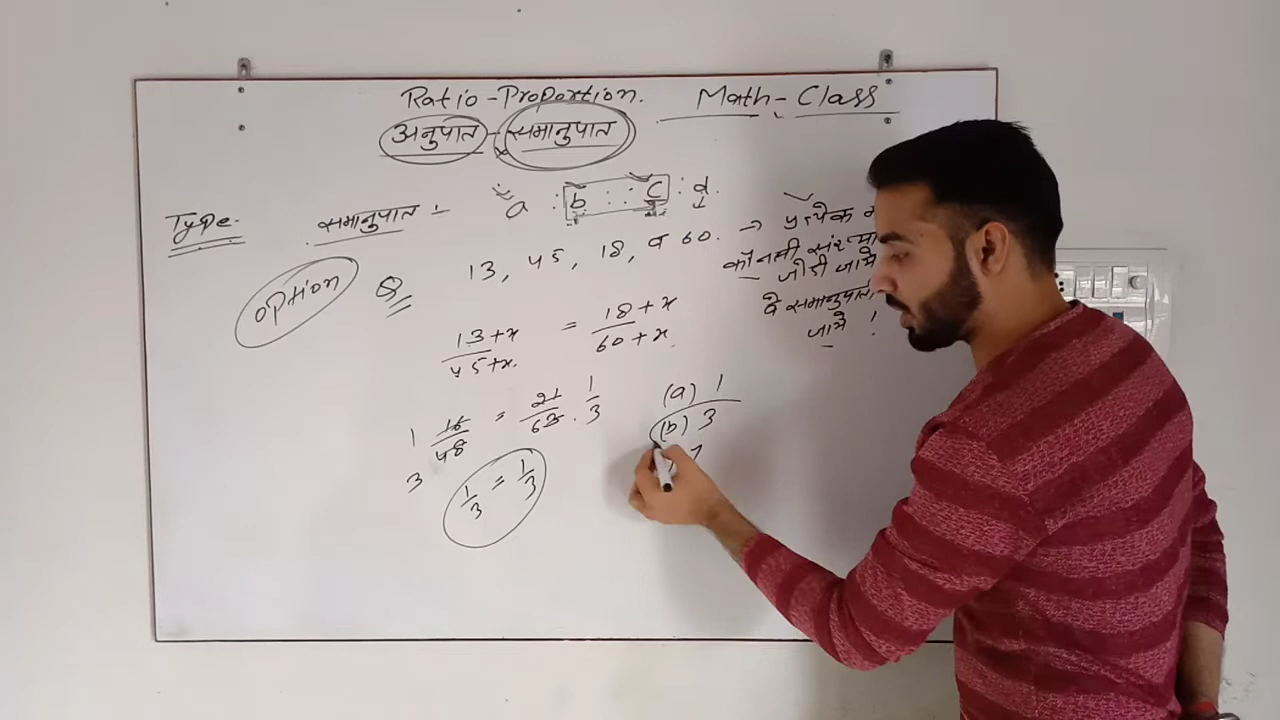 Ratio-Proportion. Math-Class
अनुपात - समानुपात
Type. समानुपात :- a : b : : c : d.
option Q 13, 45, 18, व 60. → प्रत्येक
कौनसी संख्या
जोडी जाये
वे समानुपात
जाये !
13+x / 45+x. = 18+x / 60+x.
1 16 / 3 48 = 21 / 63 . 1/3
1/3 = 1/3
(a) 1
(b) 3
7